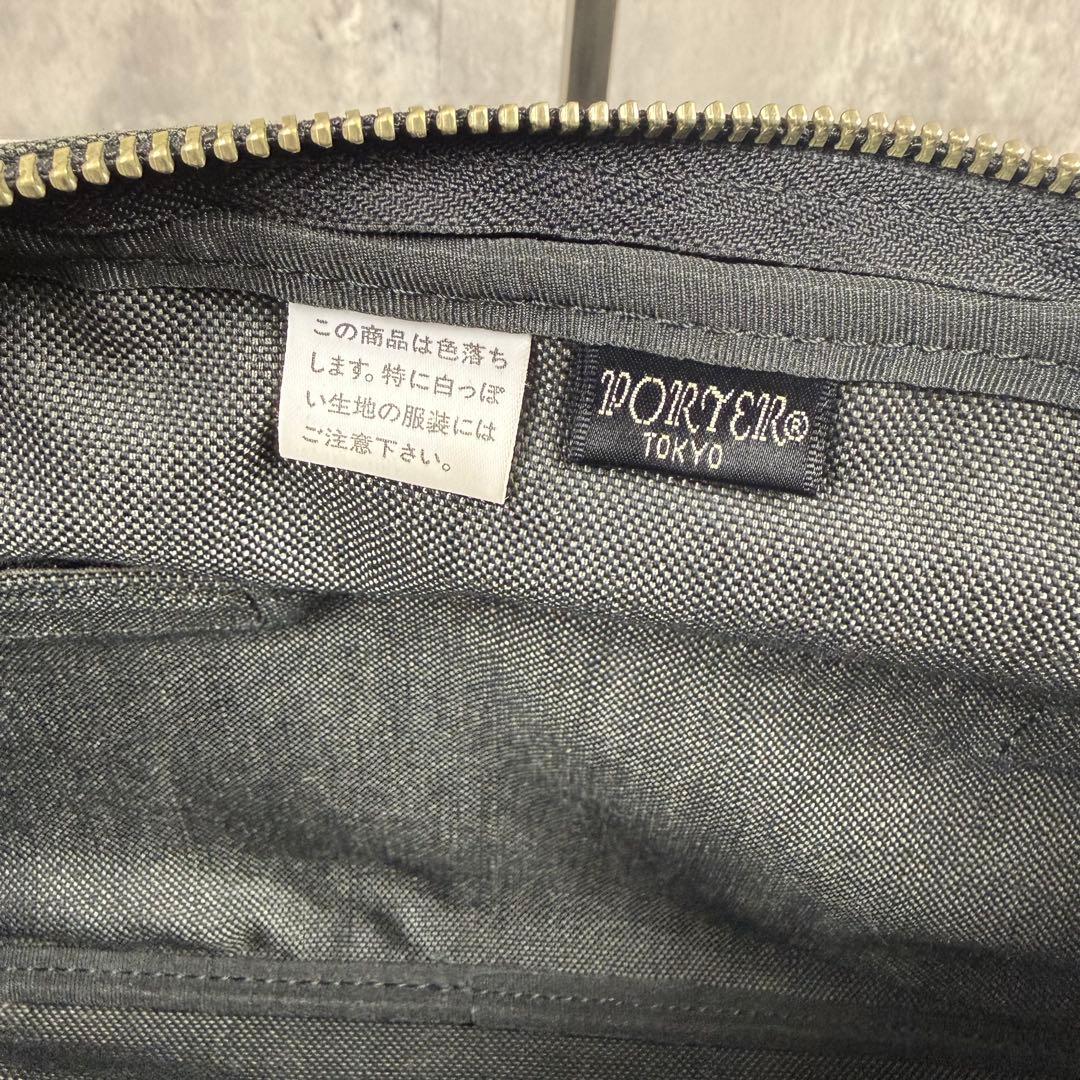 この商品は色落ち
します。特に白っぽ
い生地の服装には
ご注意下さい。
PORTER®
TOKYO